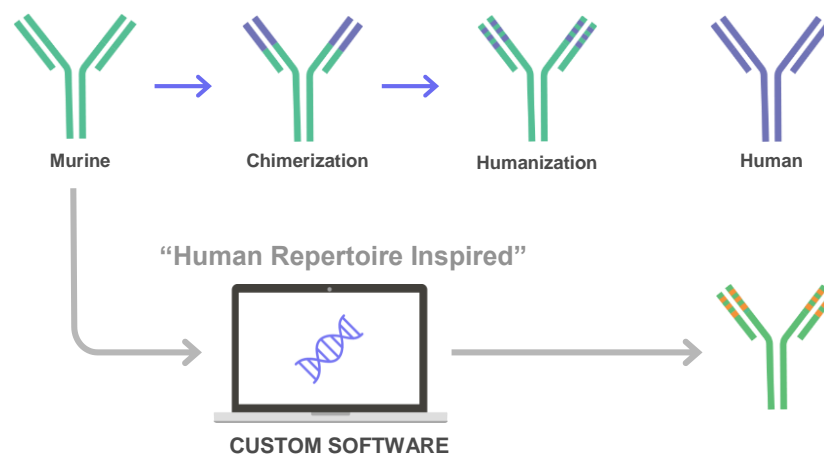 Murine
Chimerization
Humanization
Human
“Human Repertoire Inspired”
CUSTOM SOFTWARE